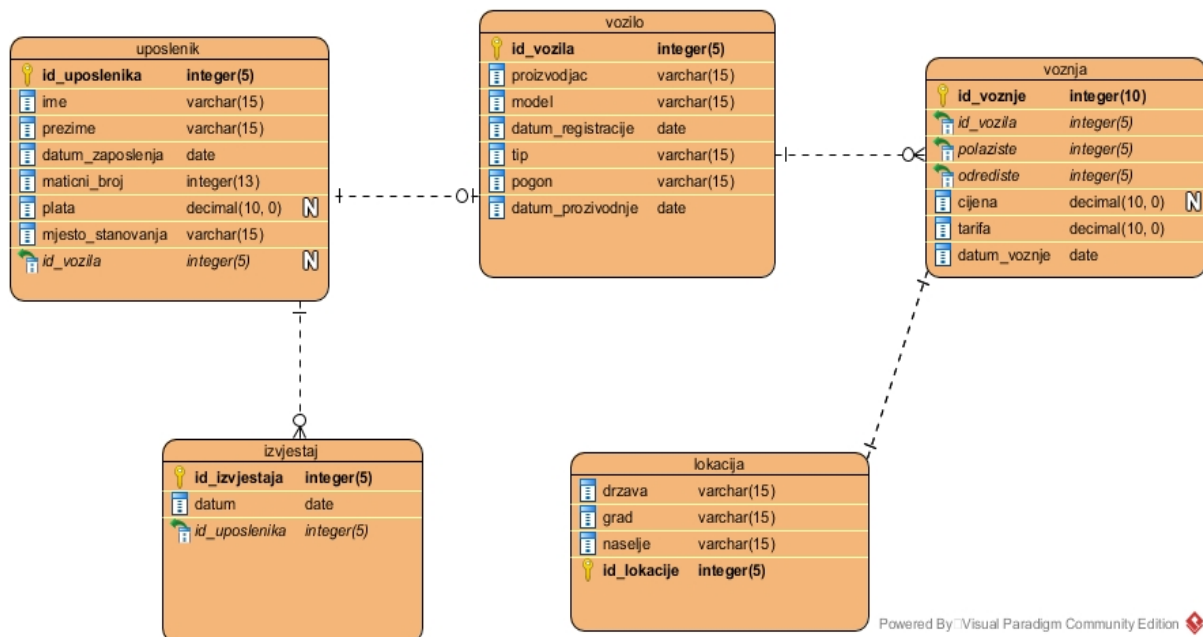 uposlenik
id_uposlenika integer(5)
ime varchar(15)
prezime varchar(15)
datum_zaposlenja date
maticni_broj integer(13)
plata decimal(10, 0) N
mjesto_stanovanja varchar(15)
id_vozila integer(5) N
vozilo
id_vozila integer(5)
proizvodjac varchar(15)
model varchar(15)
datum_registracije date
tip varchar(15)
pogon varchar(15)
datum_prozivodnje date
voznja
id_voznje integer(10)
id_vozila integer(5)
polaziste integer(5)
odrediste integer(5)
cijena decimal(10, 0) N
tarifa decimal(10, 0)
datum_voznje date
izvjestaj
id_izvjestaja integer(5)
datum date
id_uposlenika integer(5)
lokacija
drzava varchar(15)
grad varchar(15)
naselje varchar(15)
id_lokacije integer(5)
Powered By Visual Paradigm Community Edition